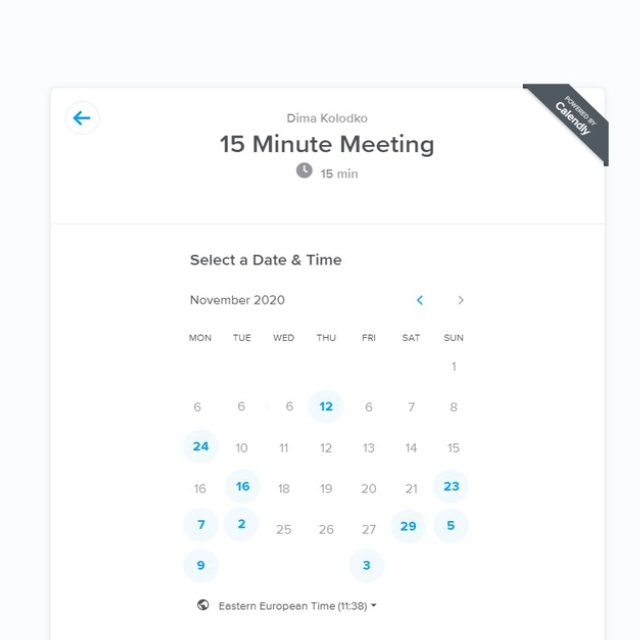 POWERED BY
Calendly
Dima Kolodko
15 Minute Meeting
15 min
Select a Date & Time
November 2020
MON TUE WED THU FRI SAT SUN
1
6 6 6 12 6 7 8
24 10 11 12 13 14 15
16 16 18 19 20 21 23
7 2 25 26 27 29 5
9 3
Eastern European Time (11:38)